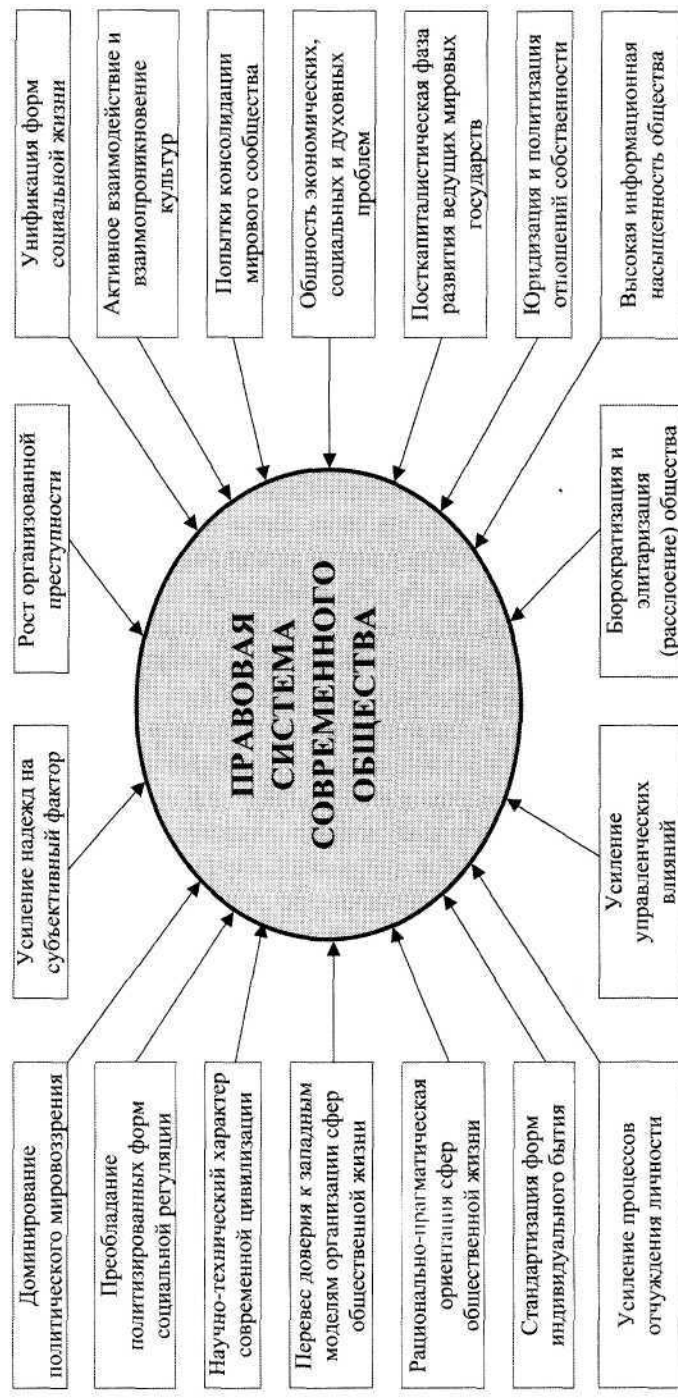 Доминирование
политического мировоззрения
Преобладание
политизированных форм
социальной регуляции
Научно-технический характер
современной цивилизации
Перевес доверия к западным
моделям организации сфер
общественной жизни
Рационально-прагматическая
ориентация сфер
общественной жизни
Стандартизация форм
индивидуального бытия
Усиление процессов
отчуждения личности
Усиление надежд на
субъективный фактор
Рост организованной
преступности
ПРАВОВАЯ
СИСТЕМА
СОВРЕМЕННОГО
ОБЩЕСТВА
Усиление
управленческих
влияний
Бюрократизация и
элитаризация
(расслоение) общества
Унификация форм
социальной жизни
Активное взаимодействие и
взаимопроникновение
культур
Попытки консолидации
мирового сообщества
Общность экономических,
социальных и духовных
проблем
Посткапиталистическая фаза
развития ведущих мировых
государств
Юридизация и политизация
отношений собственности
Высокая информационная
насыщенность общества